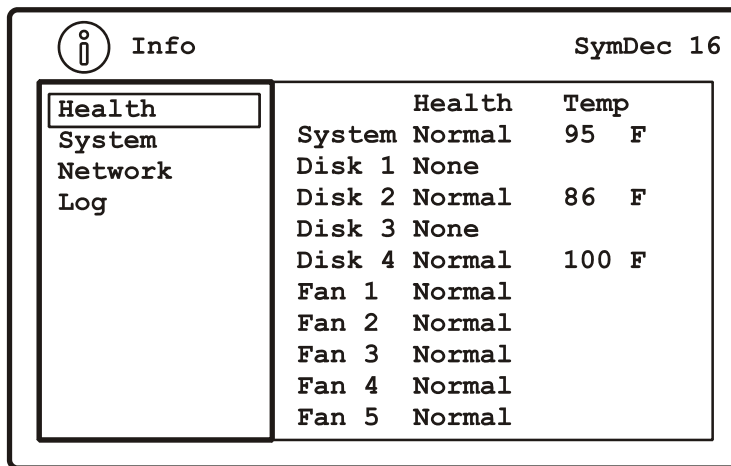 Info SymDec 16
Health
System
Network
Log
Health Temp
System Normal 95 F
Disk 1 None
Disk 2 Normal 86 F
Disk 3 None
Disk 4 Normal 100 F
Fan 1 Normal
Fan 2 Normal
Fan 3 Normal
Fan 4 Normal
Fan 5 Normal